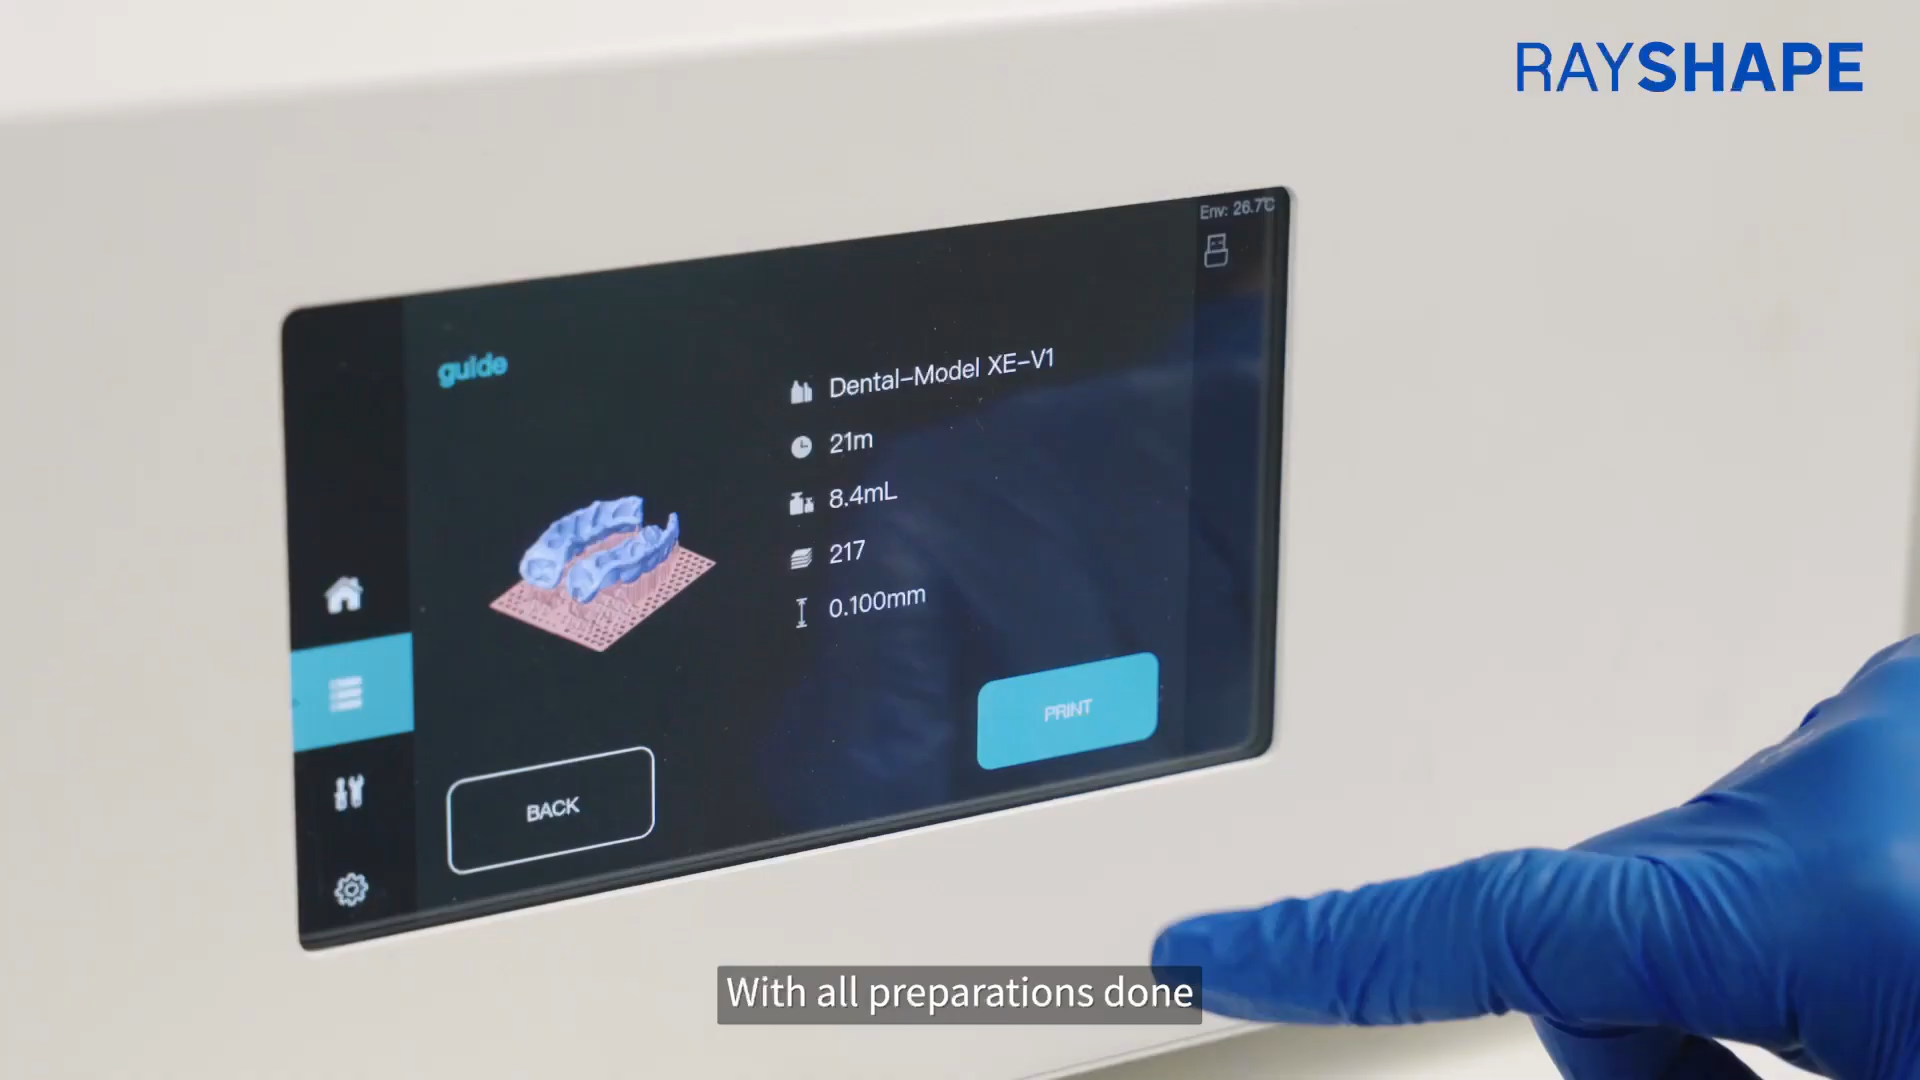 RAYSHAPE
Env: 26.7℃
guide
Dental-Model XE-V1
21m
8.4mL
217
0.100mm
PRINT
BACK
With all preparations done